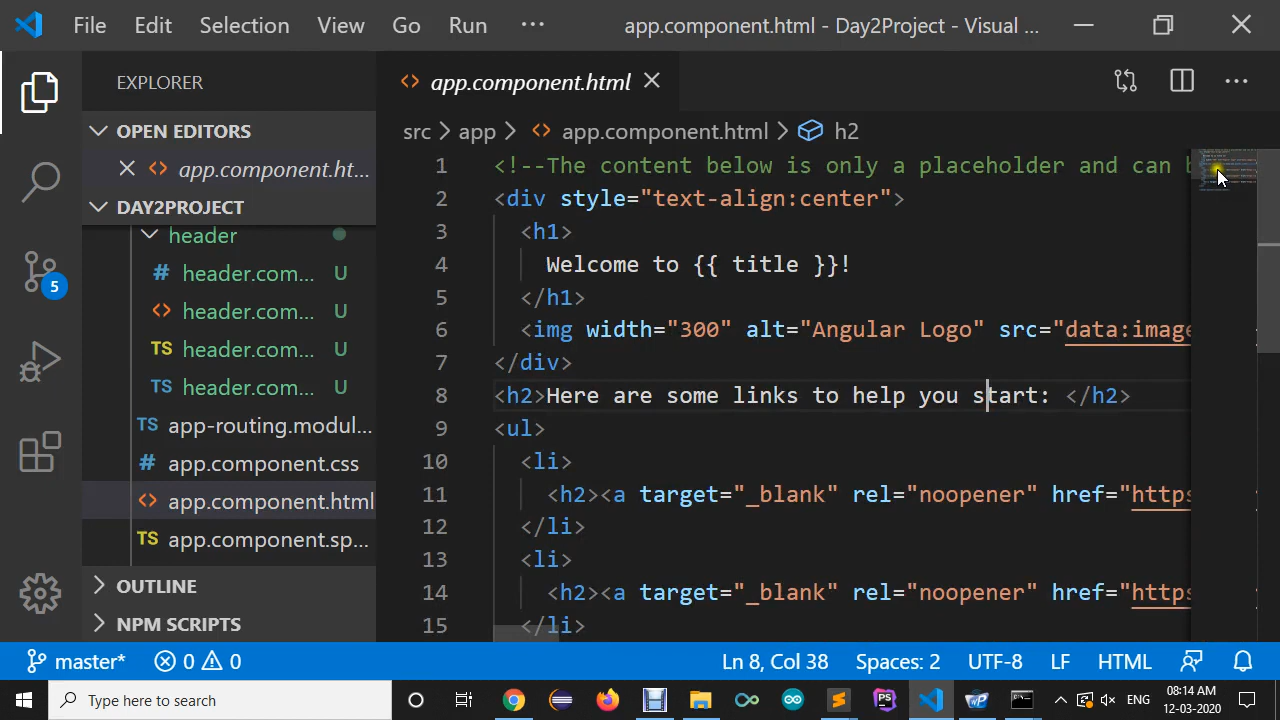 File Edit Selection View Go Run ··· app.component.html - Day2Project - Visual ...
EXPLORER
OPEN EDITORS
app.component.ht...
DAY2PROJECT
header
# header.com... U
<> header.com... U
TS header.com... U
TS header.com... U
TS app-routing.modul...
# app.component.css
<> app.component.html
app.component.sp...
OUTLINE
NPM SCRIPTS
5
<> app.component.html
src > app > <> app.component.html > h2
1 <!--The content below is only a placeholder and can b
2 <div style="text-align:center">
3 <h1>
4 Welcome to {{ title }}!
5 </h1>
6 <img width="300" alt="Angular Logo" src="data:image
7 </div>
8 <h2>Here are some links to help you start: </h2>
9 <ul>
10 <li>
11 <h2><a target="_blank" rel="noopener" href="https
12 </li>
13 <li>
14 <h2><a target="_blank" rel="noopener" href="https
15 </li>
master* 0 0 Ln 8, Col 38 Spaces: 2 UTF-8 LF HTML
Type here to search
ENG
08:14 AM
12-03-2020